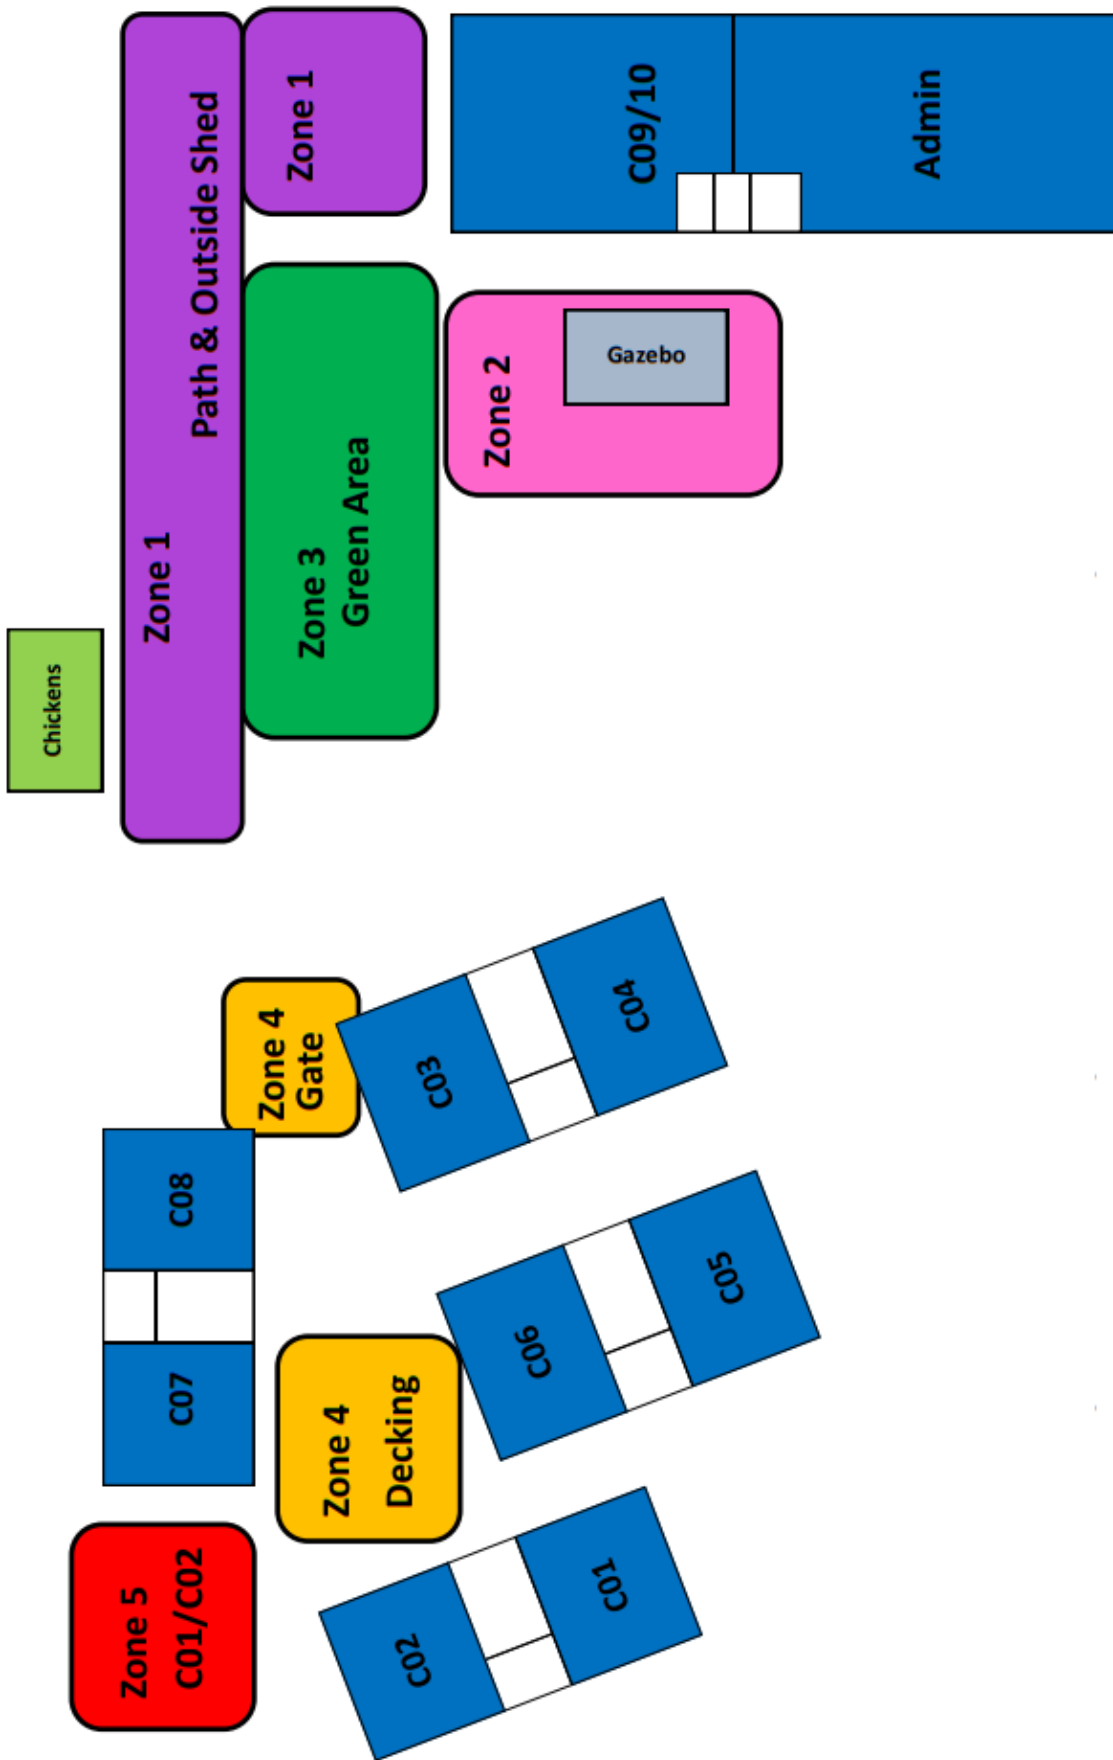 Chickens
Zone 1
Path & Outside Shed
Zone 1
Zone 3
Green Area
Zone 2
Gazebo
C09/10
Admin
Zone 5
C01/C02
C07
C08
Zone 4
Gate
Zone 4
Decking
C02
C01
C06
C05
C03
C04